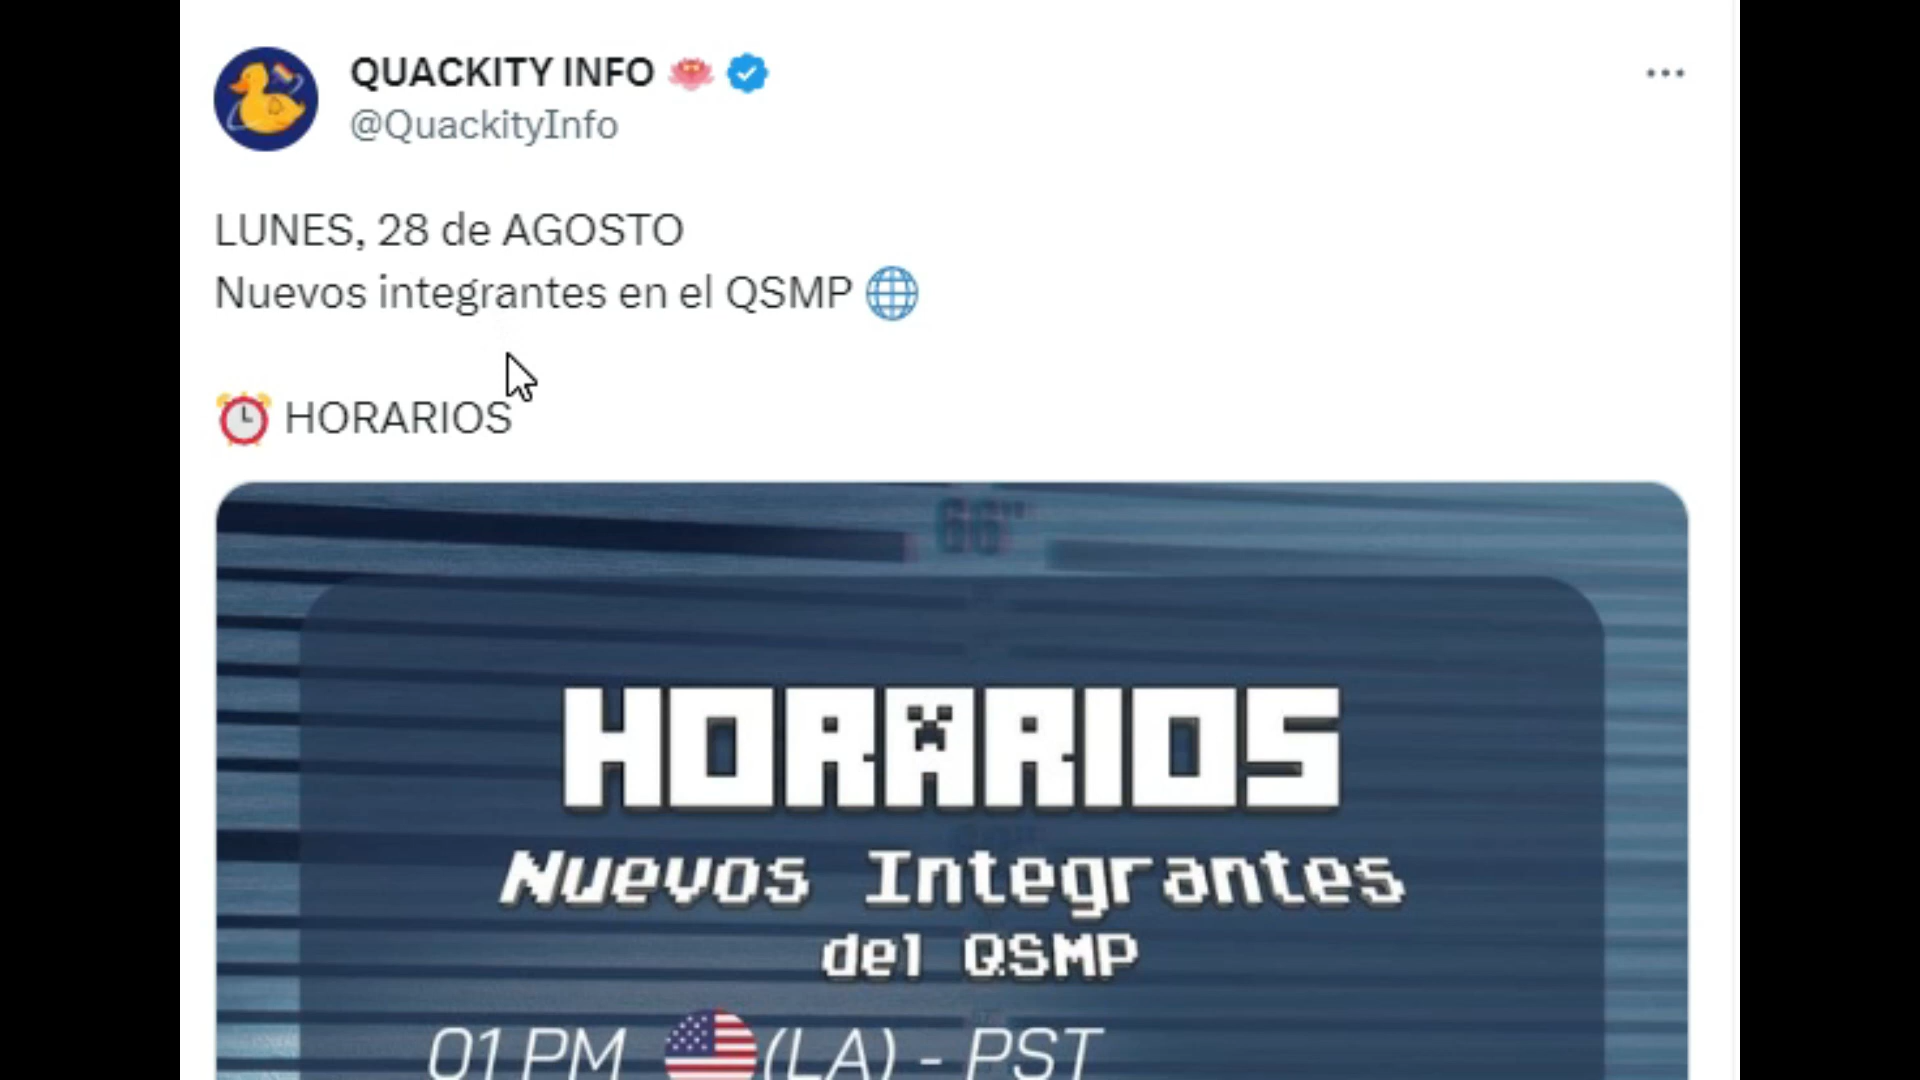 QUACKITY INFO
@QuackityInfo
LUNES, 28 de AGOSTO
Nuevos integrantes en el QSMP
HORARIOS
66"
HORARIOS
Nuevos Integrantes
del QSMP
01 PM (LA) - PST